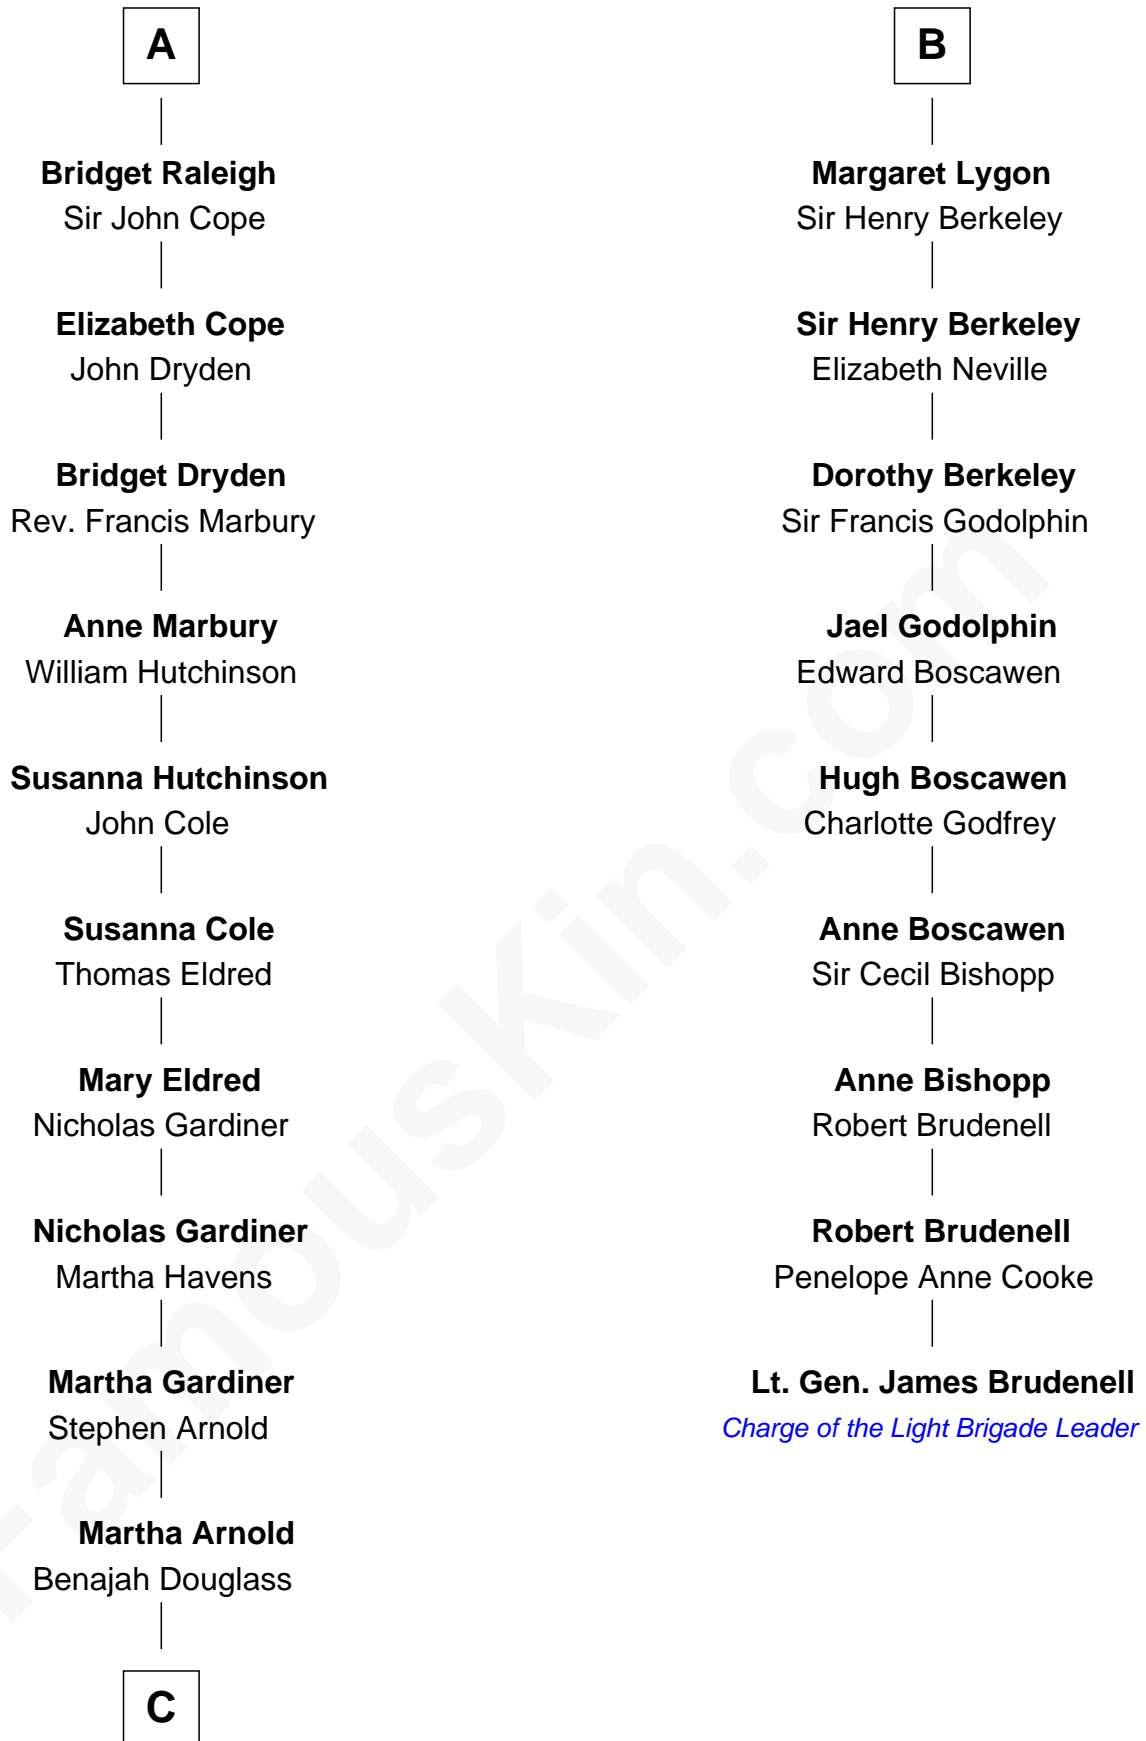 A
Bridget Raleigh
Sir John Cope
Elizabeth Cope
John Dryden
Bridget Dryden
Rev. Francis Marbury
Anne Marbury
William Hutchinson
Susanna Hutchinson
John Cole
Susanna Cole
Thomas Eldred
Mary Eldred
Nicholas Gardiner
Nicholas Gardiner
Martha Havens
Martha Gardiner
Stephen Arnold
Martha Arnold
Benajah Douglass
C
B
Margaret Lygon
Sir Henry Berkeley
Sir Henry Berkeley
Elizabeth Neville
Dorothy Berkeley
Sir Francis Godolphin
Jael Godolphin
Edward Boscawen
Hugh Boscawen
Charlotte Godfrey
Anne Boscawen
Sir Cecil Bishopp
Anne Bishopp
Robert Brudenell
Robert Brudenell
Penelope Anne Cooke
Lt. Gen. James Brudenell
Charge of the Light Brigade Leader
FamousKin.com